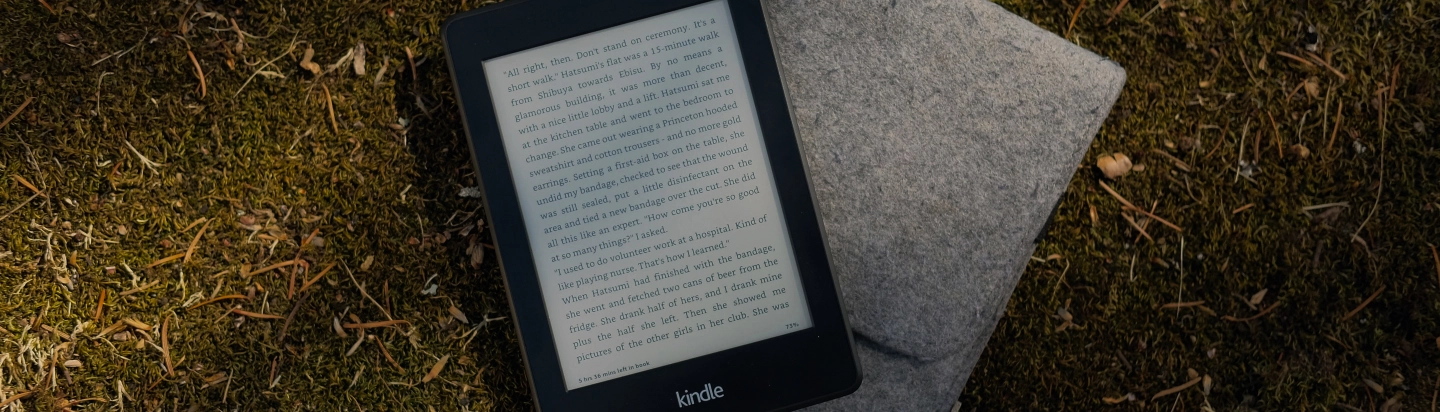 "All right, then. Don't stand on ceremony. It's a
short walk." Hatsumi's flat was a 15-minute walk
from Shibuya towards Ebisu. By no means a
glamorous building, it was more than decent,
with a nice little lobby and a lift. Hatsumi sat me
at the kitchen table and went to the bedroom to
change. She came out wearing a Princeton hooded
sweatshirt and cotton trousers - and no more gold
earrings. Setting a first-aid box on the table, she
undid my bandage, checked to see that the wound
was still sealed, put a little disinfectant on the
area and tied a new bandage over the cut. She did
all this like an expert. "How come you're so good
at so many things?" I asked.
"I used to do volunteer work at a hospital. Kind of
like playing nurse. That's how I learned."
When Hatsumi had finished with the bandage,
she went and fetched two cans of beer from the
fridge. She drank half of hers, and I drank mine
plus the half she left. Then she showed me
pictures of the other girls in her club. She was
5 hrs 36 mins left in book
75%
kindle